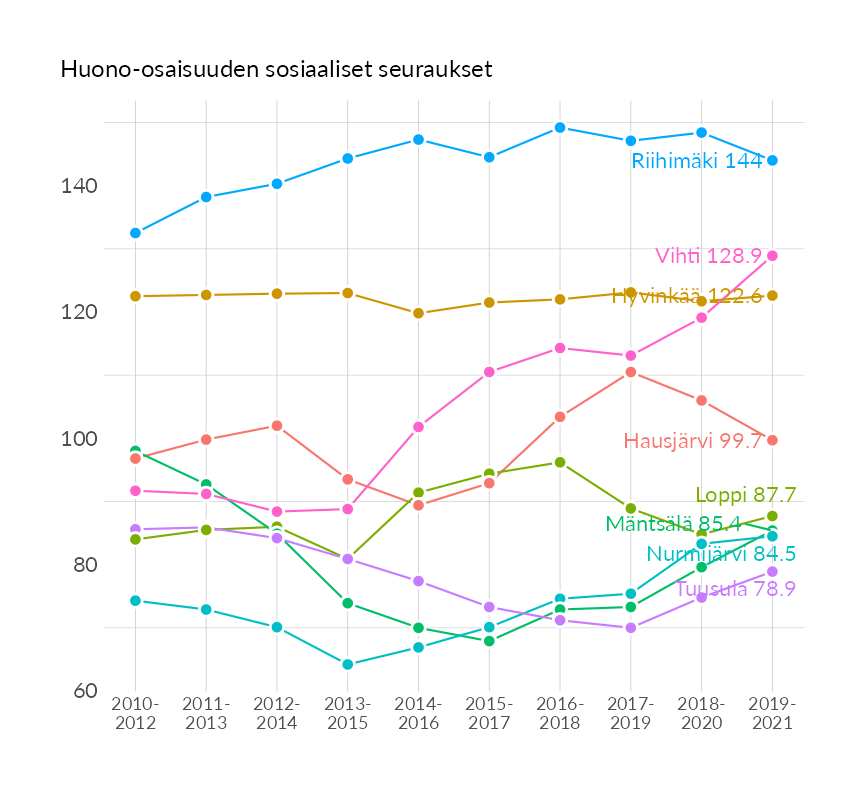 Huono-osaisuuden sosiaaliset seuraukset
140
120
100
80
60
Riihimäki 144
Vihti 128.9
Hyvinkää 122.6
Hausjärvi 99.7
Loppi 87.7
Mäntsälä 85.4
Nurmijärvi 84.5
Tuusula 78.9
2010-
2012
2011-
2013
2012-
2014
2013-
2015
2014-
2016
2015-
2017
2016-
2018
2017-
2019
2018-
2020
2019-
2021